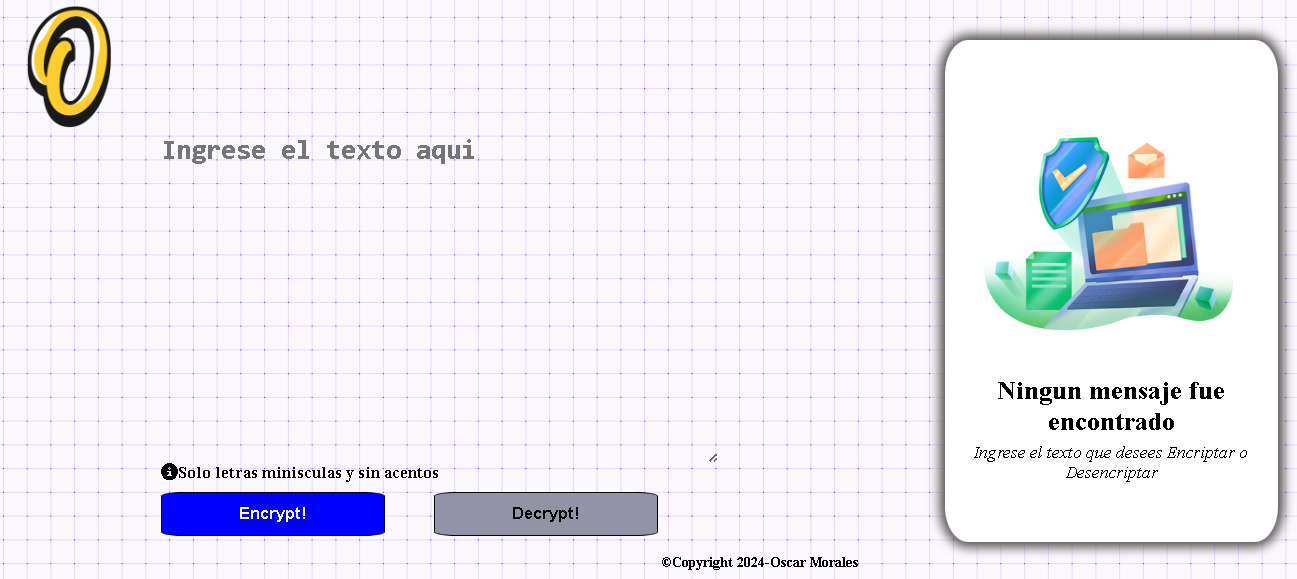 Ingrese el texto aqui
Solo letras minisculas y sin acentos
Encrypt!
Decrypt!
Ningun mensaje fue
encontrado
Ingrese el texto que desees Encriptar o
Desencriptar
©Copyright 2024-Oscar Morales